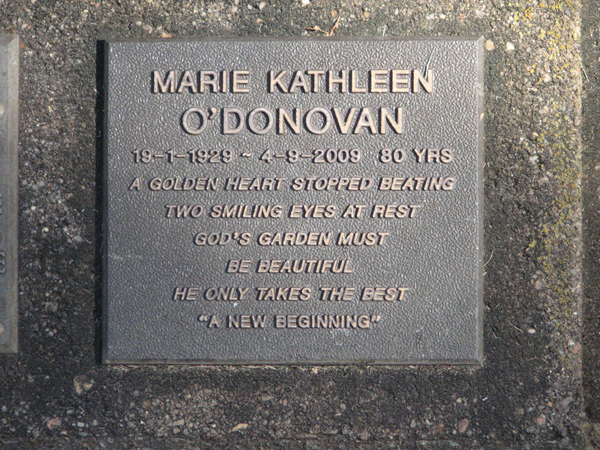 MARIE KATHLEEN
O'DONOVAN
19-1-1929 ~ 4-9-2009 80 YRS
A GOLDEN HEART STOPPED BEATING
TWO SMILING EYES AT REST
GOD'S GARDEN MUST
BE BEAUTIFUL
HE ONLY TAKES THE BEST
"A NEW BEGINNING"